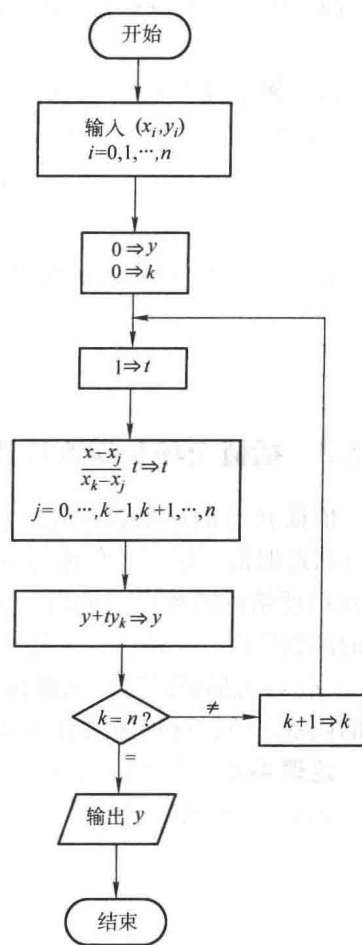 开始
输入 (x_i,y_i)
i=0,1,⋯,n
0⇒y
0⇒k
1⇒t
\frac{x-x_j}{x_k-x_j} t⇒t
j=0,⋯,k-1,k+1,⋯,n
y+ty_k⇒y
k=n?
≠
k+1⇒k
=
输出 y
结束